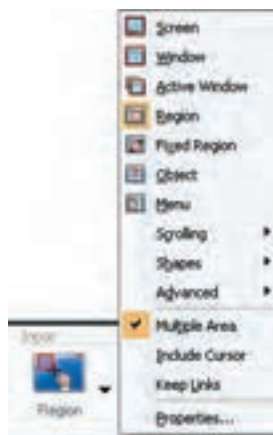 Screen
Window
Active Window
Region
Fixed Region
Object
Menu
Scrolling
Shapes
Advanced
Multiple Area
Include Cursor
Keep Links
Properties...
Input
Region